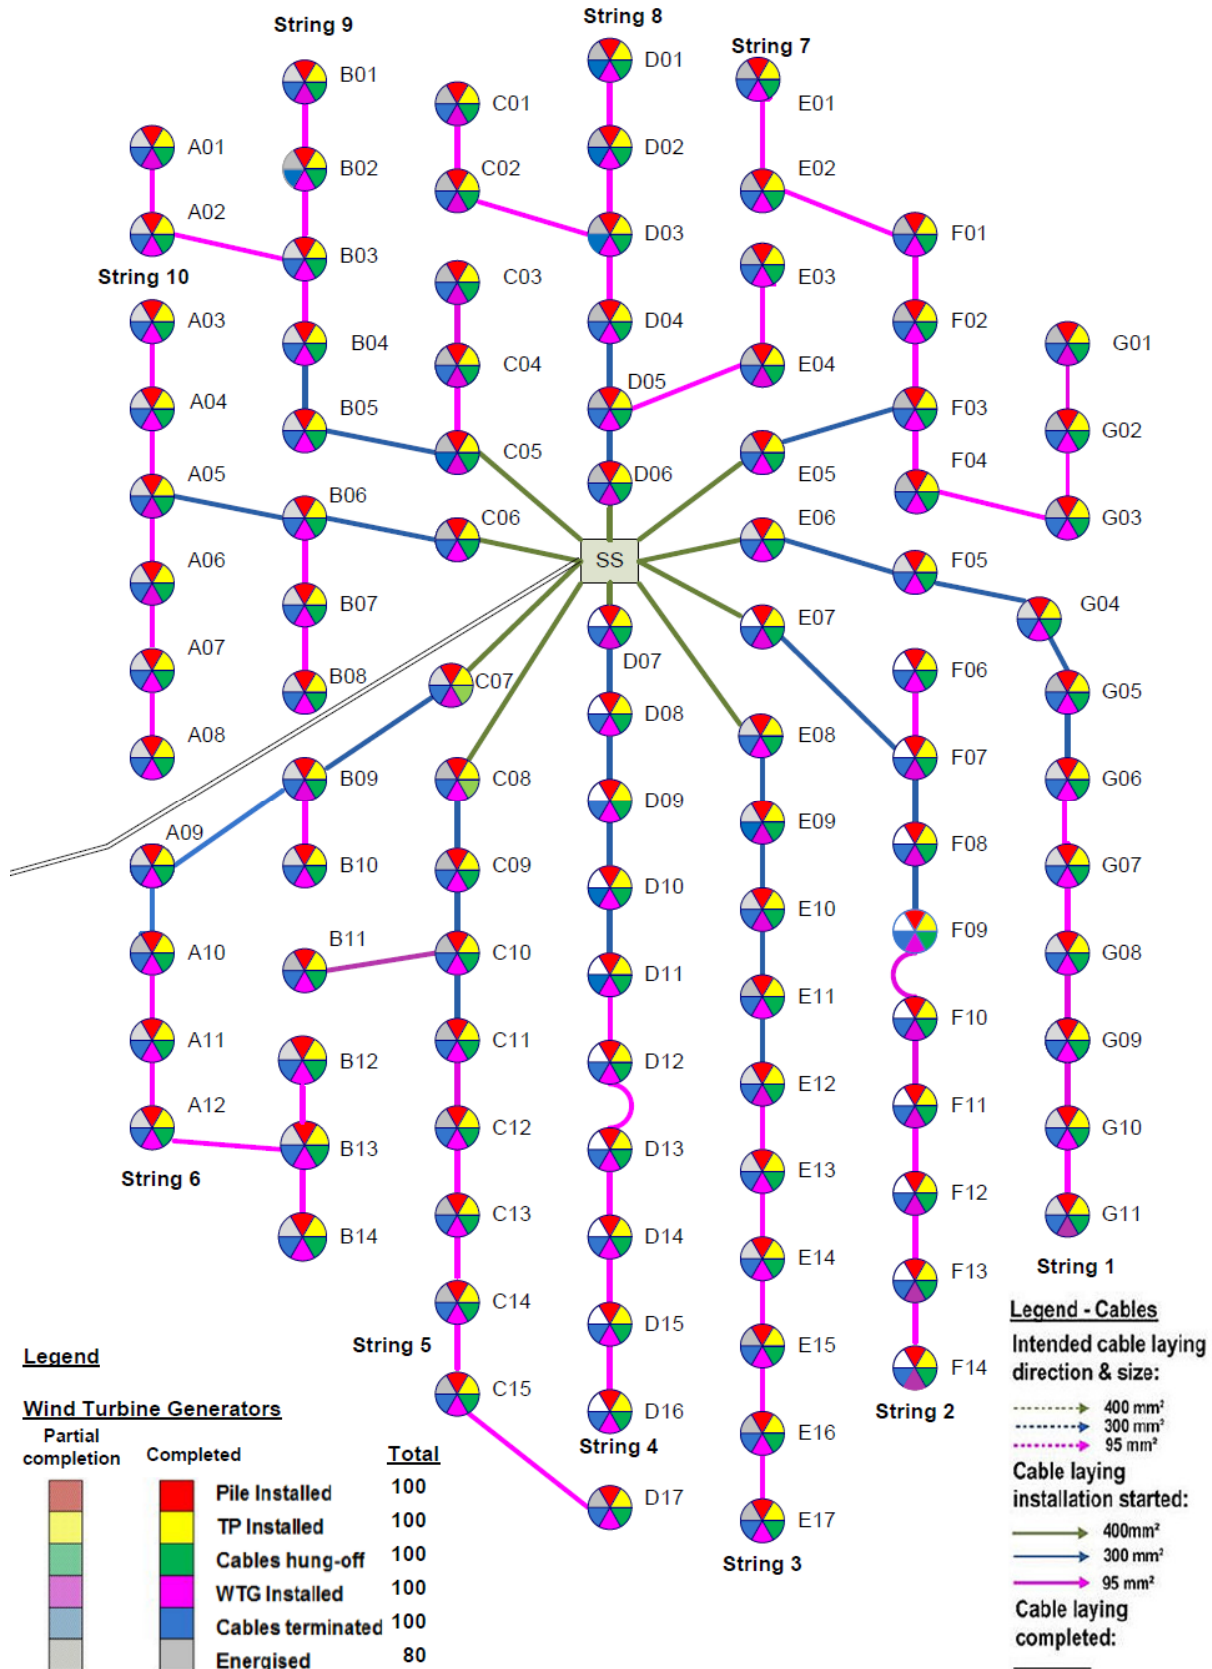 String 8
String 9
String 7
D01
B01
C01
E01
A01
B02
D02
C02
E02
A02
B03
D03
F01
String 10
C03
E03
A03
B04
D04
F02
G01
C04
D05
E04
A04
B05
C05
F03
G02
A05
B06
D06
E05
F04
C06
E06
G03
SS
A06
F05
B07
E07
G04
A07
D07
F06
B08
C07
G05
D08
A08
E08
F07
B09
C08
G06
D09
A09
E09
F08
B10
C09
G07
D10
E10
F09
B11
A10
C10
G08
D11
E11
F10
A11
C11
G09
B12
D12
E12
F11
A12
C12
G10
B13
D13
E13
String 6
F12
C13
G11
B14
D14
E14
String 1
F13
C14
D15
E15
String 5
F14
C15
D16
String 2
E16
String 4
D17
E17
String 3
Legend
Wind Turbine Generators
Partial completion
Completed
Total
Pile Installed 100
TP Installed 100
Cables hung-off 100
WTG Installed 100
Cables terminated 100
Energised 80
Legend - Cables
Intended cable laying
direction & size:
400 mm²
300 mm²
95 mm²
Cable laying
installation started:
400mm²
300 mm²
95 mm²
Cable laying
completed: